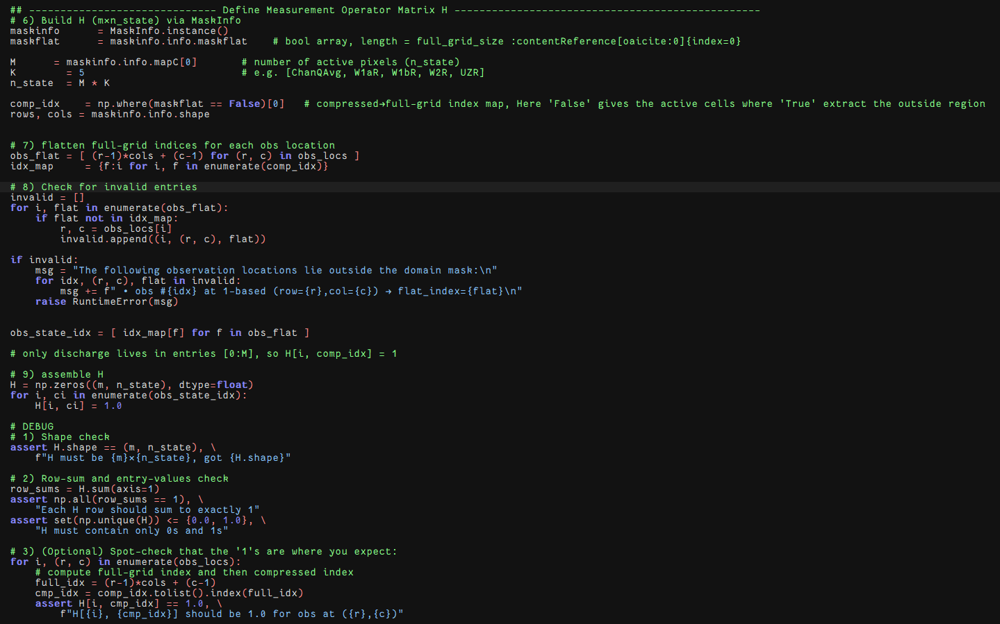 ## ------------------------------ Define Measurement Operator Matrix H -------------------------------------------------
# 6) Build H (m×n_state) via MaskInfo
maskinfo      = MaskInfo.instance()
maskflat      = maskinfo.info.maskflat    # bool array, length = full_grid_size :contentReference[oaicite:0]{index=0}
M      = maskinfo.info.mapC[0]       # number of active pixels (n_state)
K        = 5                         # e.g. [ChanQAvg, W1aR, W1bR, W2R, UZR]
n_state  = M * K
comp_idx    = np.where(maskflat == False)[0]   # compressed→full-grid index map, Here 'False' gives the active cells where 'True' extract the outside region
rows, cols = maskinfo.info.shape
# 7) flatten full-grid indices for each obs location
obs_flat = [ (r-1)*cols + (c-1) for (r, c) in obs_locs ]
idx_map     = {f:i for i, f in enumerate(comp_idx)}
# 8) Check for invalid entries
invalid = []
for i, flat in enumerate(obs_flat):
    if flat not in idx_map:
        r, c = obs_locs[i]
        invalid.append((i, (r, c), flat))
if invalid:
    msg = "The following observation locations lie outside the domain mask:\n"
    for idx, (r, c), flat in invalid:
        msg += f" • obs #{idx} at 1-based (row={r},col={c}) → flat_index={flat}\n"
    raise RuntimeError(msg)
obs_state_idx = [ idx_map[f] for f in obs_flat ]
# only discharge lives in entries [0:M], so H[i, comp_idx] = 1
# 9) assemble H
H = np.zeros((m, n_state), dtype=float)
for i, ci in enumerate(obs_state_idx):
    H[i, ci] = 1.0
# DEBUG
# 1) Shape check
assert H.shape == (m, n_state), \
    f"H must be {m}×{n_state}, got {H.shape}"
# 2) Row-sum and entry-values check
row_sums = H.sum(axis=1)
assert np.all(row_sums == 1), \
    "Each H row should sum to exactly 1"
assert set(np.unique(H)) <= {0.0, 1.0}, \
    "H must contain only 0s and 1s"
# 3) (Optional) Spot-check that the '1's are where you expect:
for i, (r, c) in enumerate(obs_locs):
    # compute full-grid index and then compressed index
    full_idx = (r-1)*cols + (c-1)
    cmp_idx = comp_idx.tolist().index(full_idx)
    assert H[i, cmp_idx] == 1.0, \
        f"H[{i}, {cmp_idx}] should be 1.0 for obs at ({r},{c})"